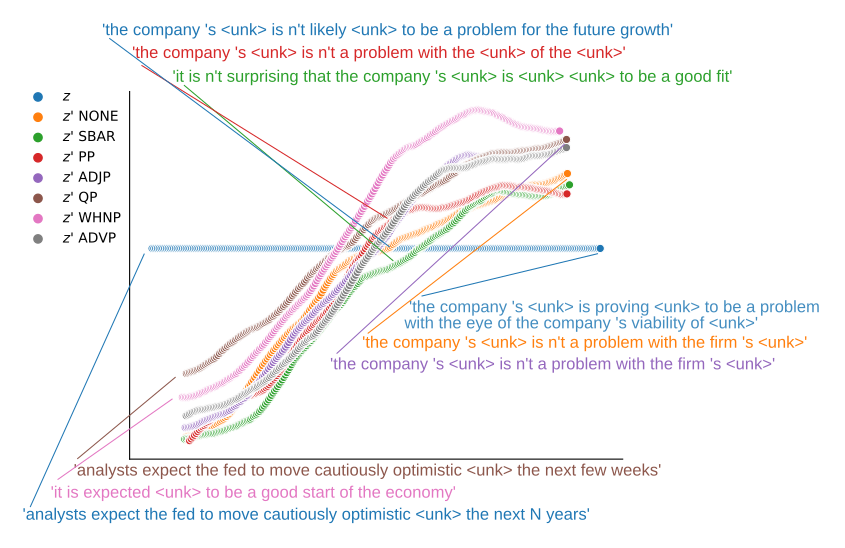 'the company 's <unk> is n't likely <unk> to be a problem for the future growth'
'the company 's <unk> is n't a problem with the <unk> of the <unk>'
'it is n't surprising that the company 's <unk> is <unk> <unk> to be a good fit'
z
z' NONE
z' SBAR
z' PP
z' ADJP
z' QP
z' WHNP
z' ADVP
'the company 's <unk> is proving <unk> to be a problem
with the eye of the company 's viability of <unk>'
'the company 's <unk> is n't a problem with the firm 's <unk>'
'the company 's <unk> is n't a problem with the firm 's <unk>'
'analysts expect the fed to move cautiously optimistic <unk> the next few weeks'
'it is expected <unk> to be a good start of the economy'
'analysts expect the fed to move cautiously optimistic <unk> the next N years'